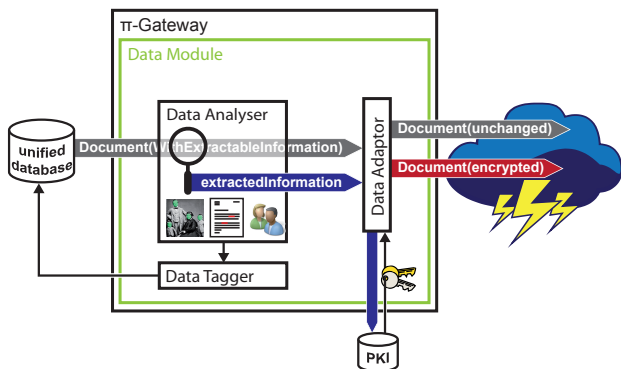 π-Gateway
Data Module
Data Analyser
unified
database
Document(WithExtractableInformation)
extractedInformation
Data Adaptor
Document(unchanged)
Document(encrypted)
Data Tagger
PKI